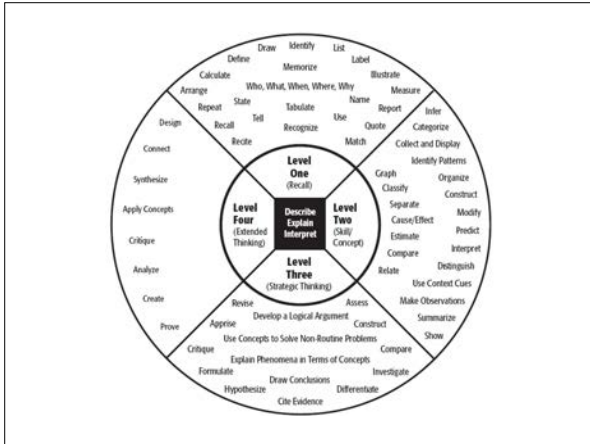 Draw
Identify
List
Define
Memorize
Label
Calculate
Illustrate
Arrange
Who, What, When, Where, Why
Measure
Repeat
State
Tabulate
Name
Report
Recall
Tell
Recognize
Use
Quote
Recite
Match
Level
One
(Recall)
Infer
Categorize
Collect and Display
Identify Patterns
Graph
Organize
Classify
Construct
Separate
Modify
Cause/Effect
Predict
Estimate
Interpret
Compare
Distinguish
Relate
Use Context Cues
Make Observations
Summarize
Show
Level
Two
(Skill/
Concept)
Describe
Explain
Interpret
Level
Three
(Strategic Thinking)
Revise
Assess
Develop a Logical Argument
Apprise
Construct
Use Concepts to Solve Non-Routine Problems
Critique
Compare
Explain Phenomena in Terms of Concepts
Formulate
Investigate
Draw Conclusions
Hypothesize
Differentiate
Cite Evidence
Level
Four
(Extended
Thinking)
Design
Connect
Synthesize
Apply Concepts
Critique
Analyze
Create
Prove